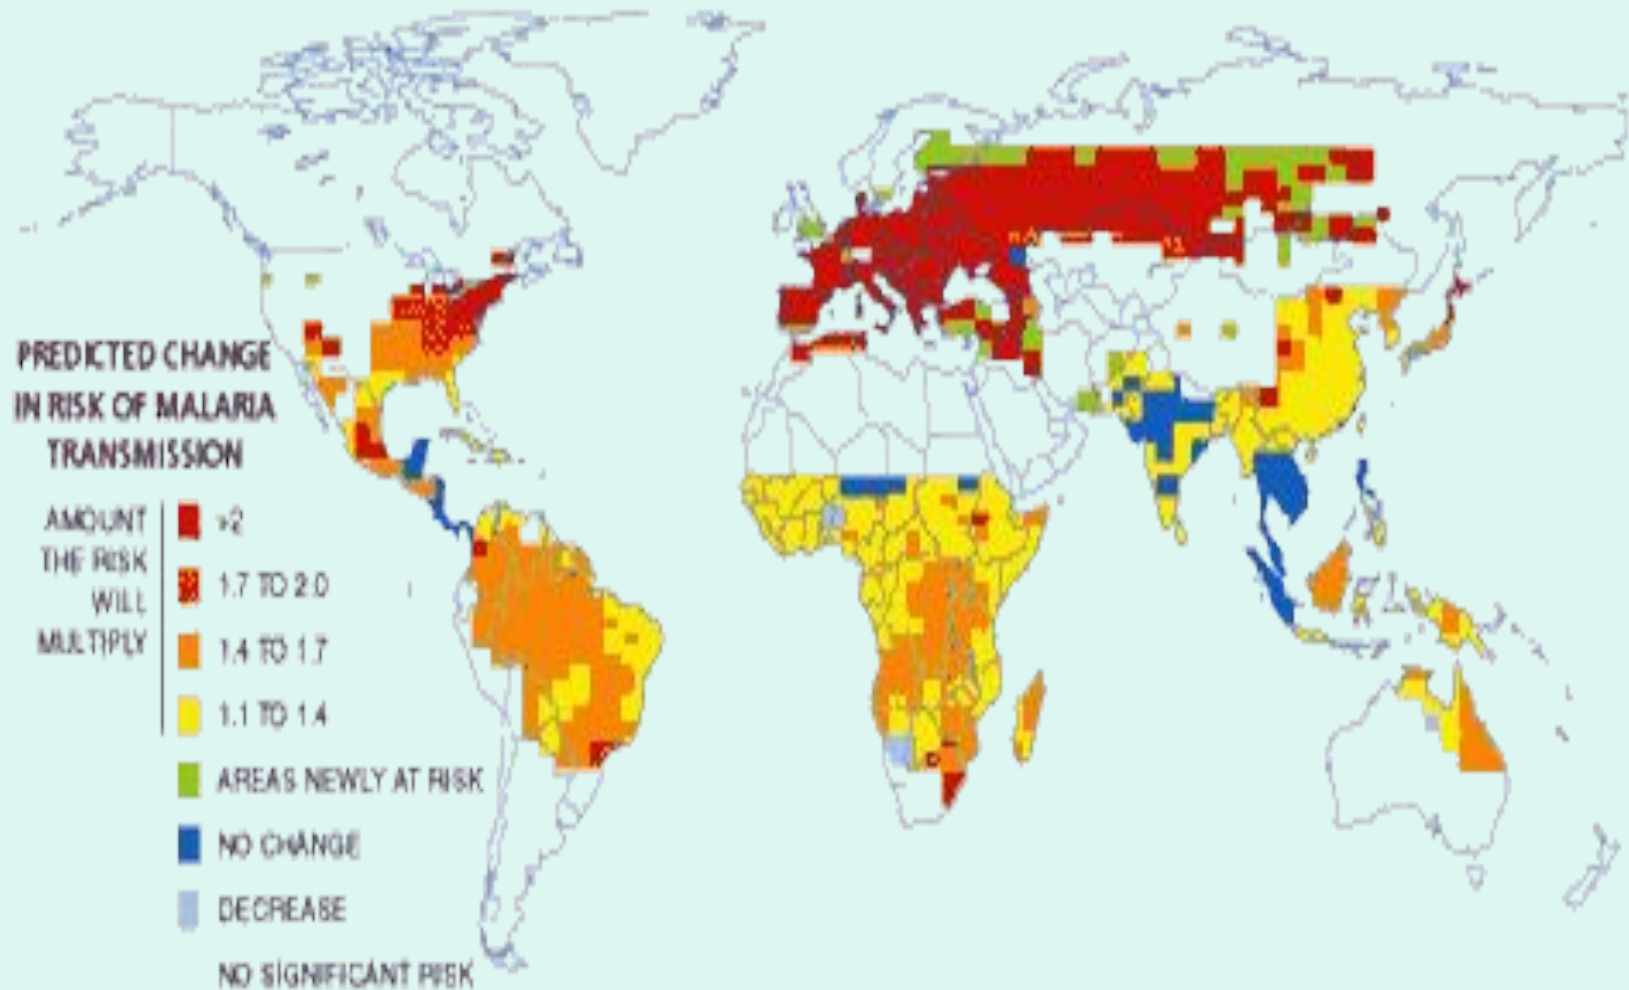 PREDICTED CHANGE
IN RISK OF MALARIA
TRANSMISSION
AMOUNT
THE RISK
WILL
MULTIPLY
>2
1.7 TO 2.0
1.4 TO 1.7
1.1 TO 1.4
AREAS NEWLY AT RISK
NO CHANGE
DECREASE
NO SIGNIFICANT RISK